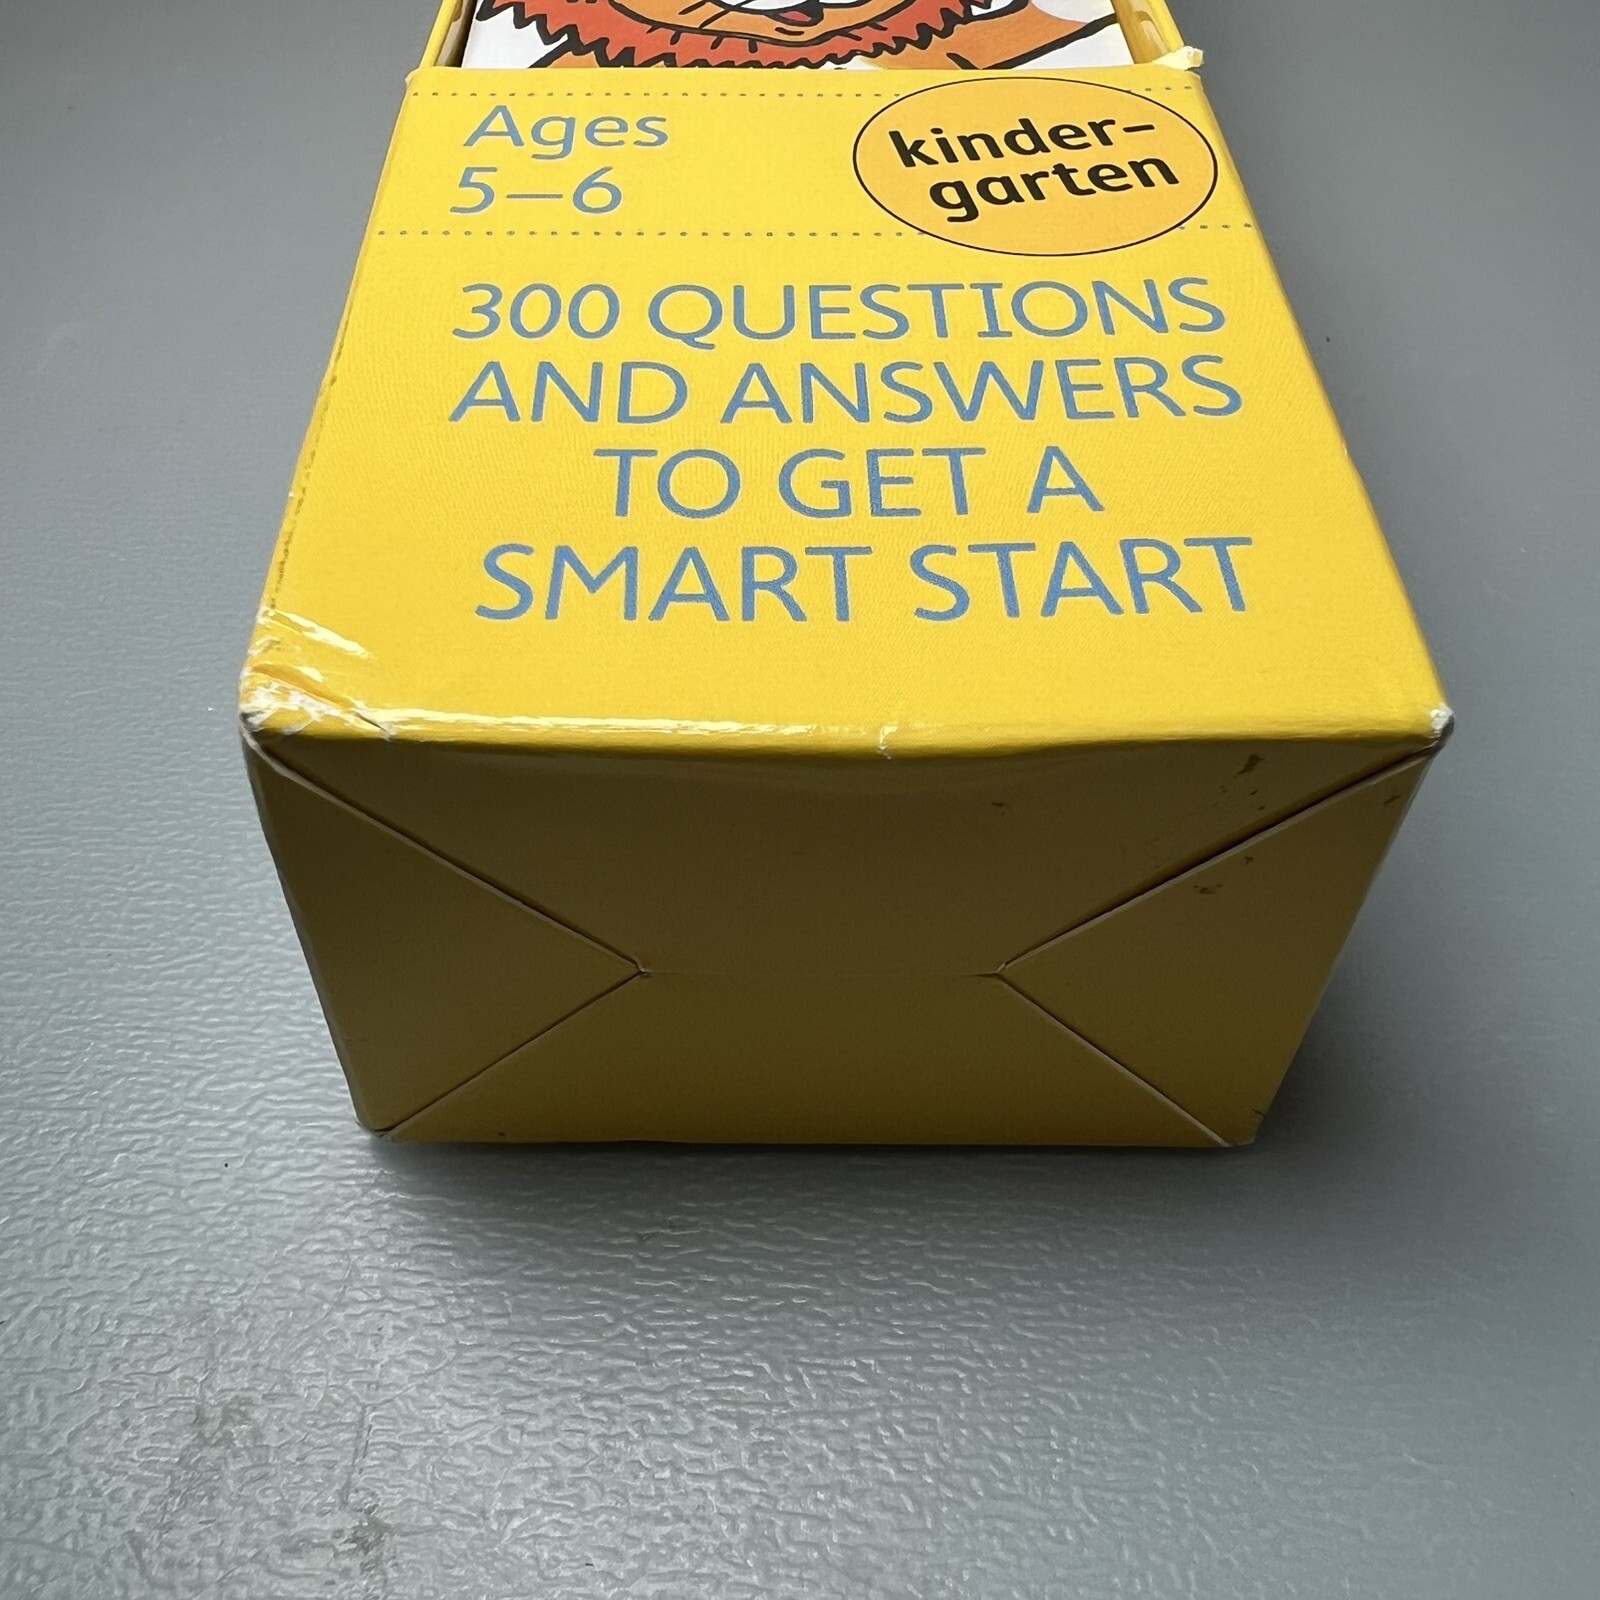 Ages
5–6
kinder-
garten
300 QUESTIONS
AND ANSWERS
TO GET A
SMART START